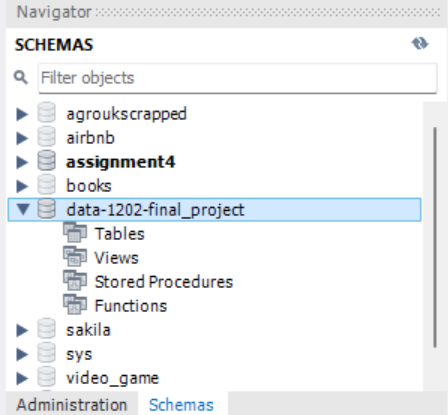 Navigator
SCHEMAS
Filter objects
agroukscrapped
airbnb
assignment4
books
data-1202-final_project
Tables
Views
Stored Procedures
Functions
sakila
sys
video_game
Administration Schemas